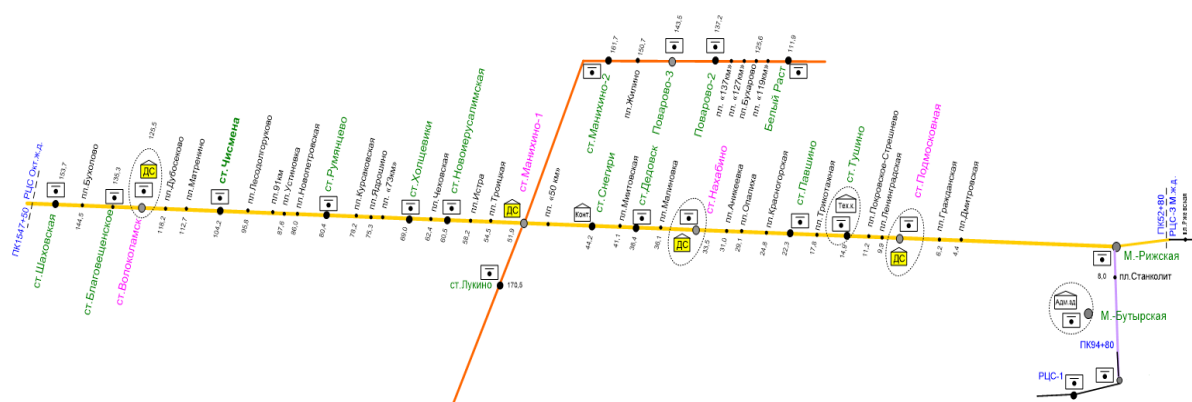 ПК1547+50
РЦС Окт.ж.д.
ст.Шаховская
153,7
пп.Бухолово
144,5
ст.Благовещенское
135,3
ст.Волоколамск
125,5
ДС
пп.Дубосеково
118,2
пп.Матренино
112,7
ст.Чисмена
104,2
пп.Лесодолгоруково
95,8
пп.91км
пп.Устиновка
87,6
пп.Новопетровская
86,0
ст.Румянцево
80,4
пп.Курсаковская
78,2
пп.Ядрошино
75,3
пп.«73км»
ст.Холщевики
69,0
пп.Чеховская
62,4
ст.Новоиерусалимская
60,5
пп.Истра
58,2
пп.Троицкая
54,5
ст.Манихино-1
ДС
51,9
пп.«50 км»
ст.Лукино
170,5
ст.Манихино-2
161,7
пп.Жилино
150,7
Поварово-3
143,5
Поварово-2
137,2
пп. «137км»
пп. «127км»
пп.Бухарово
125,6
пп. «119км»
Белый Раст
111,9
Конт
ст.Снегири
44,2
пп.Миитовская
41,1
ст.Дедовск
38,4
пп.Малиновка
36,1
ст.Нахабино
ДС
33,5
пп.Аникеевка
31,0
пп.Опалиха
29,1
пп.Красногорская
24,8
ст.Павшино
22,3
пп.Трикотажная
17,8
ст.Тушино
Тех.к.
14,9
пп.Покровское-Стрешнево
11,2
пп.Ленинградская
9,9
ст.Подмосковная
ДС
пп.Гражданская
6,2
пп.Дмитровская
4,4
ПК52+80
РЦС-3 М.ж.д.
М.-Рижская
8,0
пл.Станколит
Адм.зд.
М.-Бутырская
ПК94+80
РЦС-1